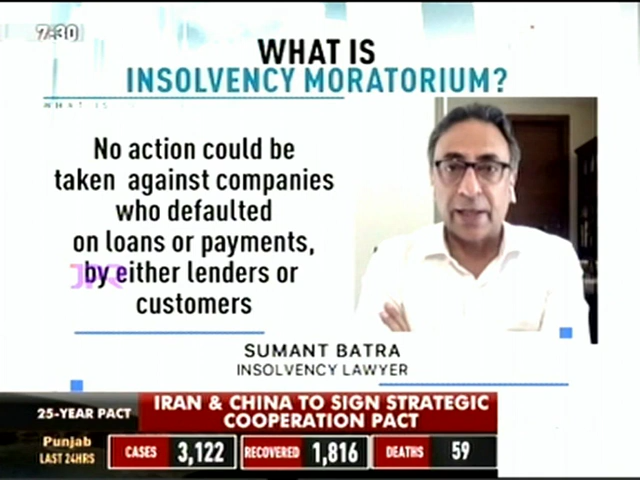 7:30
WHAT IS
INSOLVENCY MORATORIUM?
WHAT IS
No action could be
taken against companies
who defaulted
on loans or payments,
by either lenders or
customers
SUMANT BATRA
INSOLVENCY LAWYER
25-YEAR PACT
IRAN & CHINA TO SIGN STRATEGIC
COOPERATION PACT
Punjab
LAST 24HRS
CASES 3,122 RECOVERED 1,816 DEATHS 59